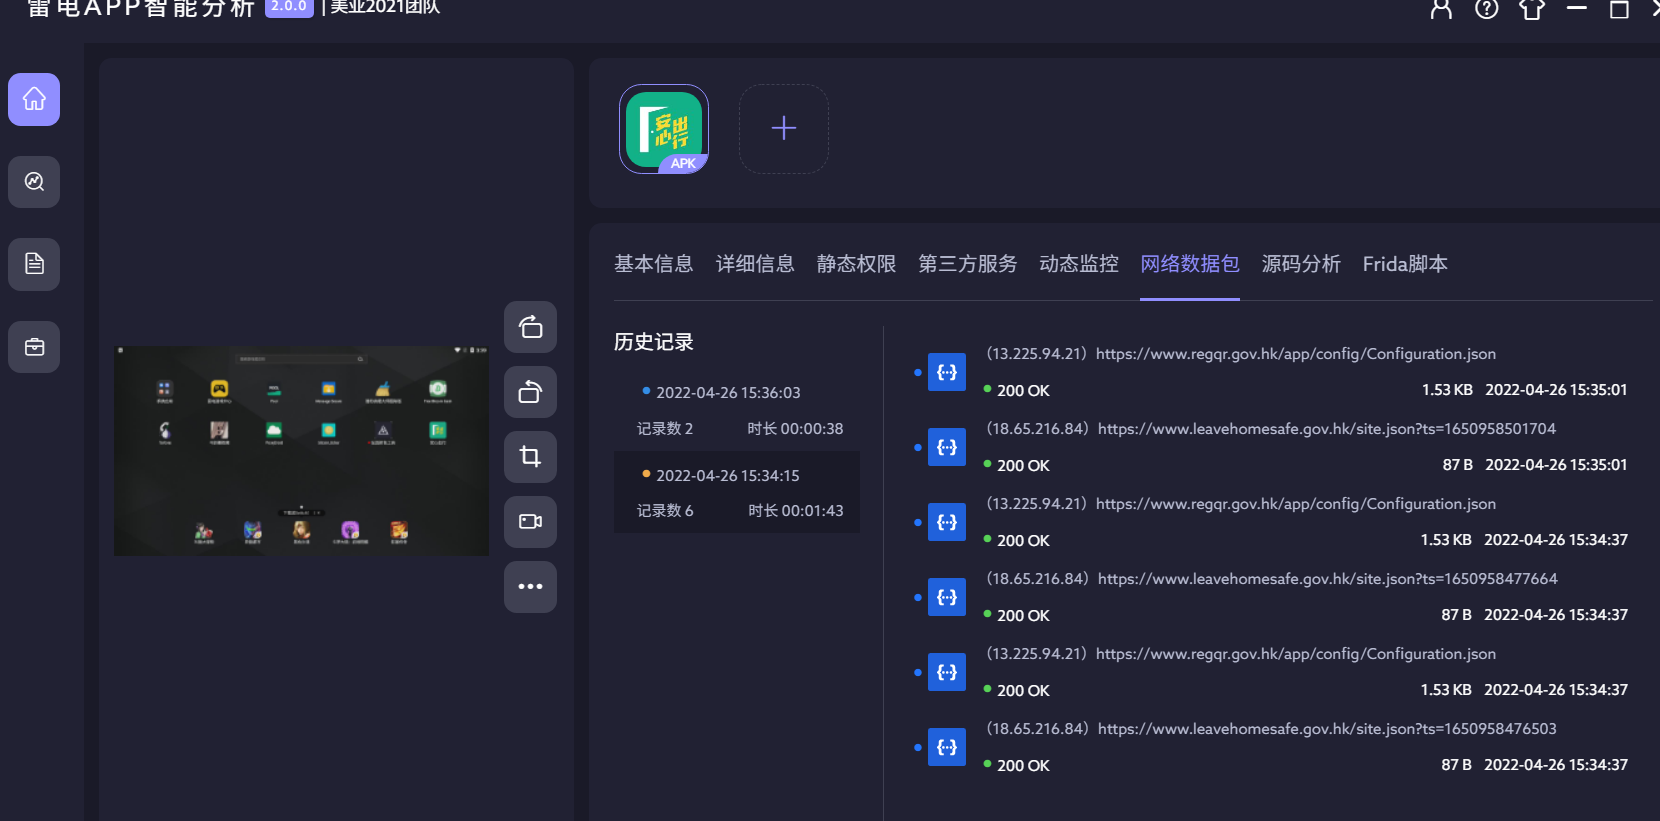 雷电APP智能分析 2.0.0 | 美亚2021团队
安心出行
APK
基本信息 详细信息 静态权限 第三方服务 动态监控 网络数据包 源码分析 Frida脚本
历史记录
2022-04-26 15:36:03
记录数 2 时长 00:00:38
2022-04-26 15:34:15
记录数 6 时长 00:01:43
（13.225.94.21）https://www.regqr.gov.hk/app/config/Configuration.json
200 OK 1.53 KB 2022-04-26 15:35:01
（18.65.216.84）https://www.leavehomesafe.gov.hk/site.json?ts=1650958501704
200 OK 87 B 2022-04-26 15:35:01
（13.225.94.21）https://www.regqr.gov.hk/app/config/Configuration.json
200 OK 1.53 KB 2022-04-26 15:34:37
（18.65.216.84）https://www.leavehomesafe.gov.hk/site.json?ts=1650958477664
200 OK 87 B 2022-04-26 15:34:37
（13.225.94.21）https://www.regqr.gov.hk/app/config/Configuration.json
200 OK 1.53 KB 2022-04-26 15:34:37
（18.65.216.84）https://www.leavehomesafe.gov.hk/site.json?ts=1650958476503
200 OK 87 B 2022-04-26 15:34:37